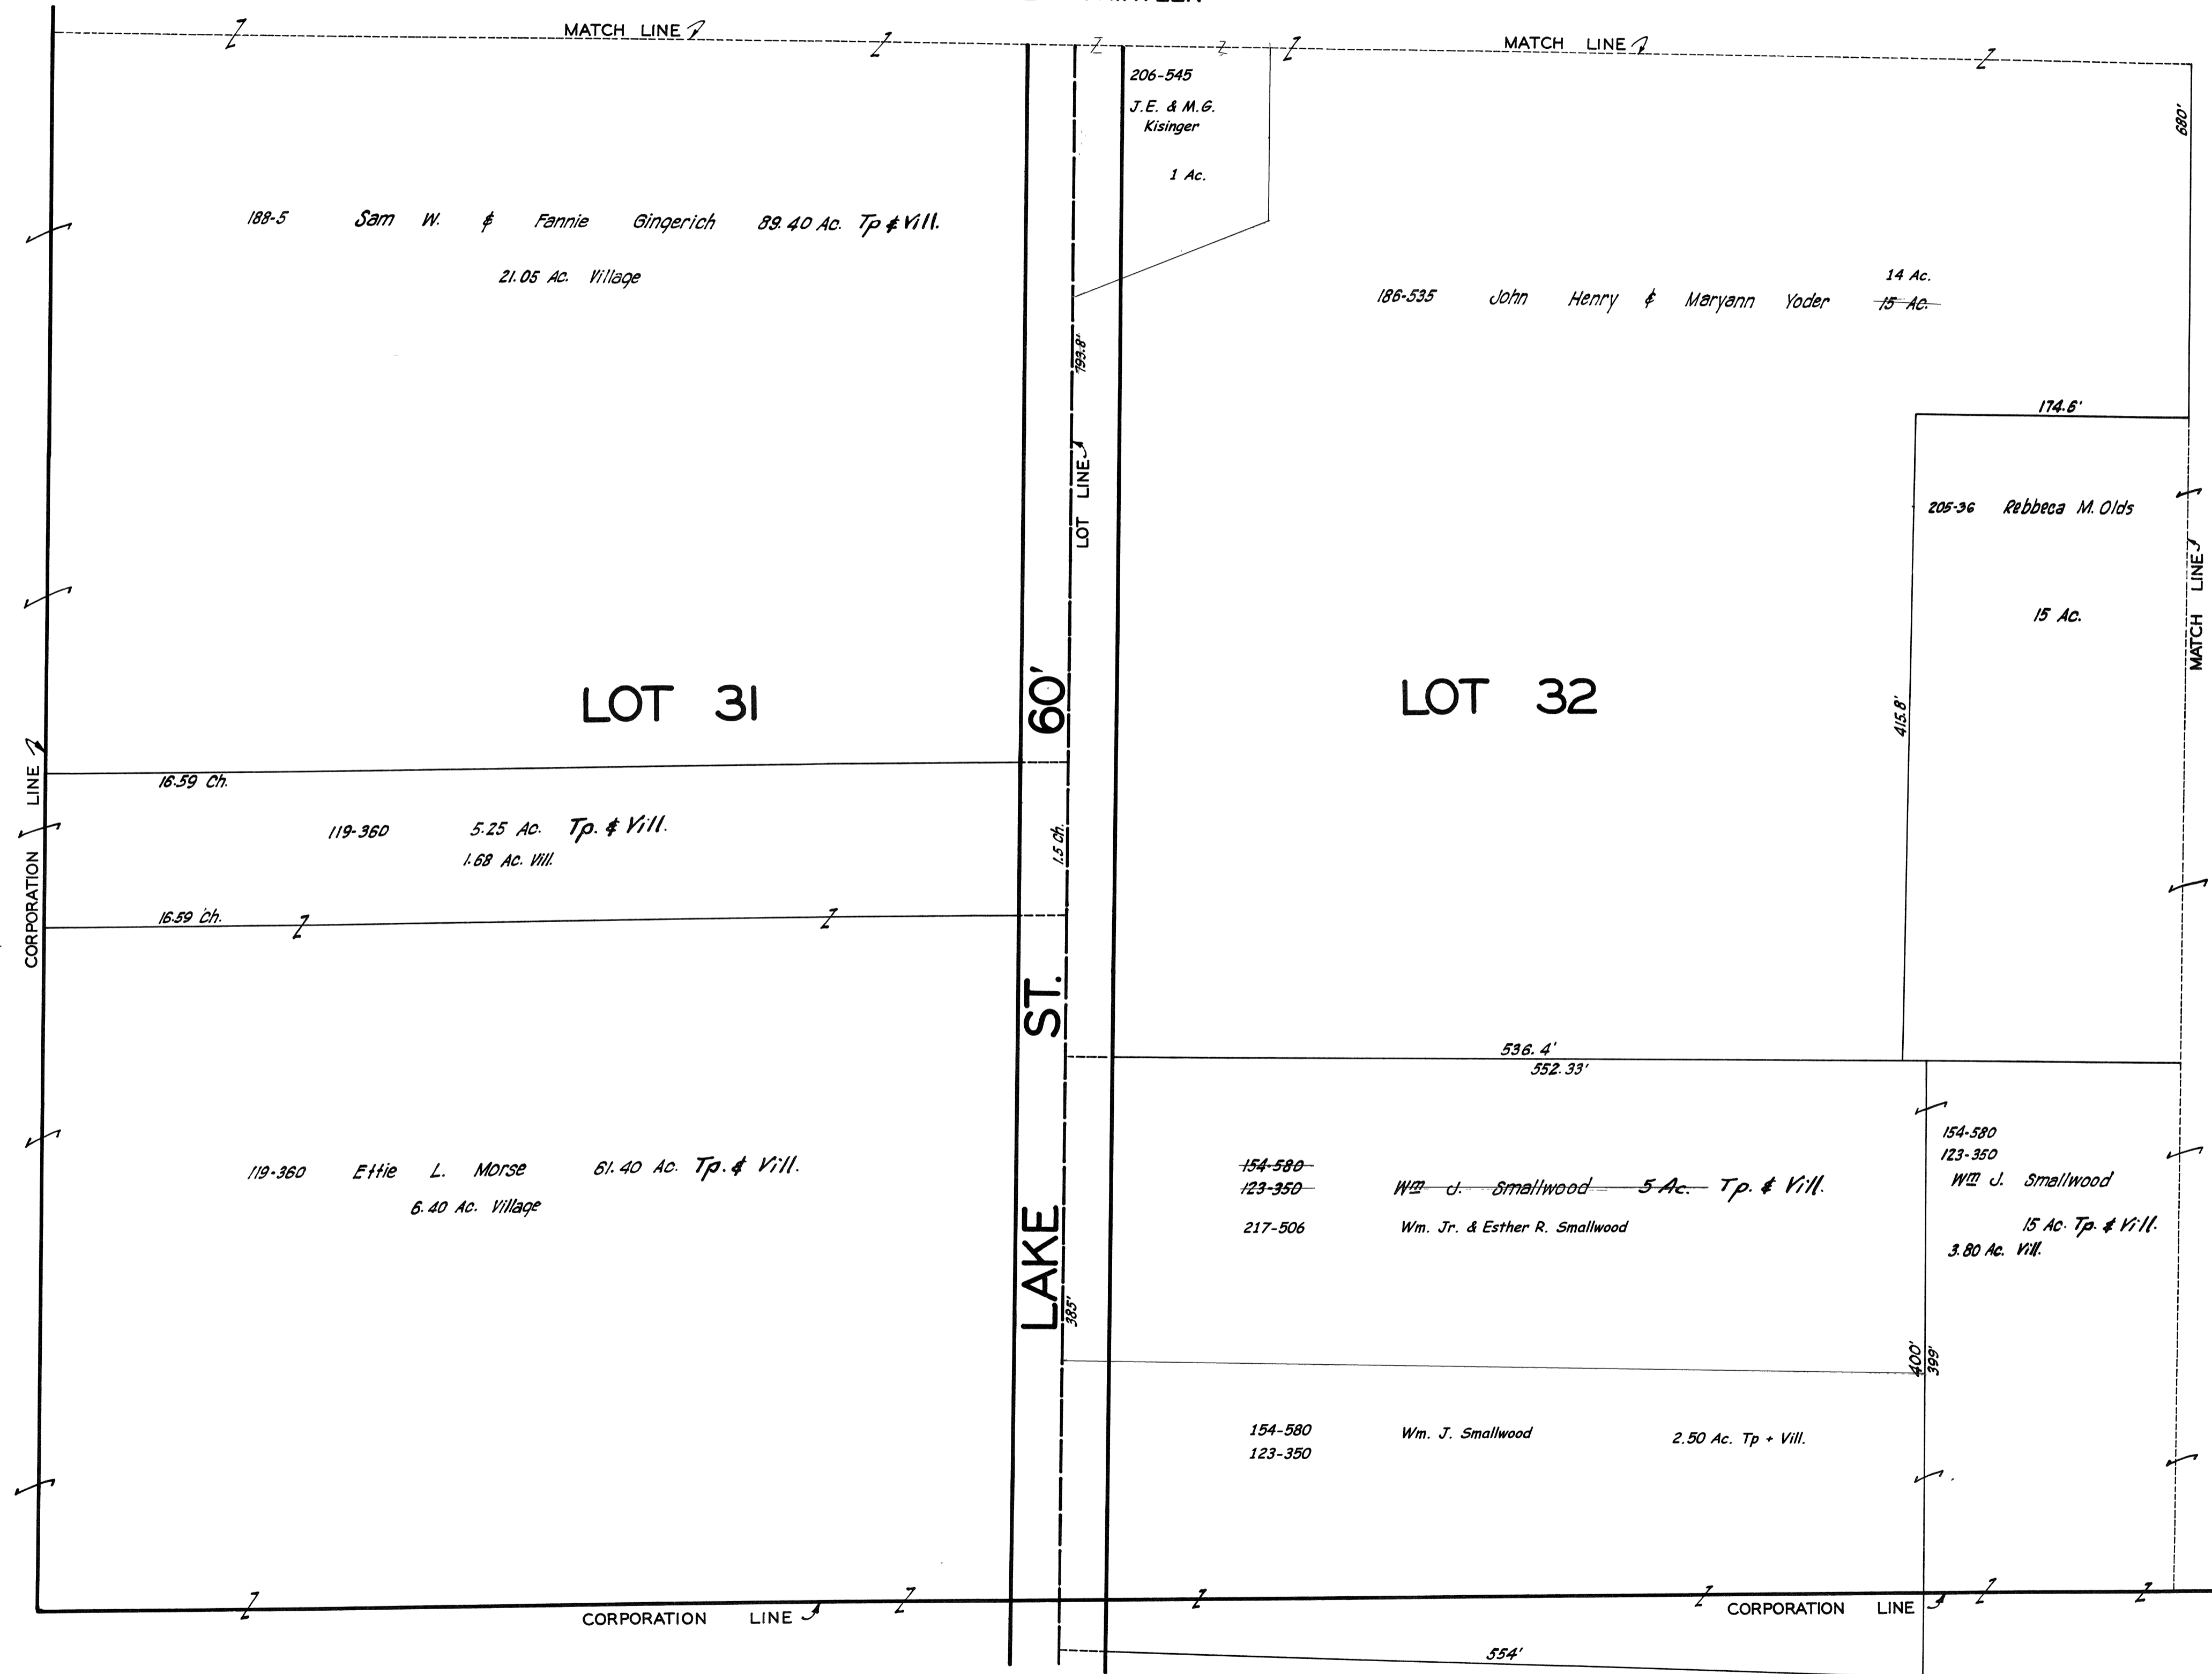 MATCH LINE
MATCH LINE
206-545
J.E. & M.G.
Kisinger
1 Ac.
680'
188-5 Sam W. & Fannie Gingerich 89.40 Ac. Tp & Vill.
21.05 Ac. Village
14 Ac.
186-535 John Henry & Maryann Yoder 15 Ac.
793.8'
LOT LINE
174.6'
205-36 Rebbeca M. Olds
15 Ac.
MATCH LINE
LOT 31
60'
LOT 32
415.8'
CORPORATION LINE
16.59 Ch.
119-360 5.25 Ac. Tp. & Vill.
1.68 Ac. Vill.
1.5 Ch.
16.59 Ch.
LAKE ST.
536.4'
552.33'
119-360 Effie L. Morse 61.40 Ac. Tp. & Vill.
6.40 Ac. Village
154-580
123-350 Wm J. Smallwood 5 Ac. Tp. & Vill.
217-506 Wm. Jr. & Esther R. Smallwood
154-580
123-350
Wm J. Smallwood
15 Ac. Tp. & Vill.
3.80 Ac. Vill.
385'
400'
399'
154-580 Wm. J. Smallwood 2.50 Ac. Tp + Vill.
123-350
CORPORATION LINE
CORPORATION LINE
554'